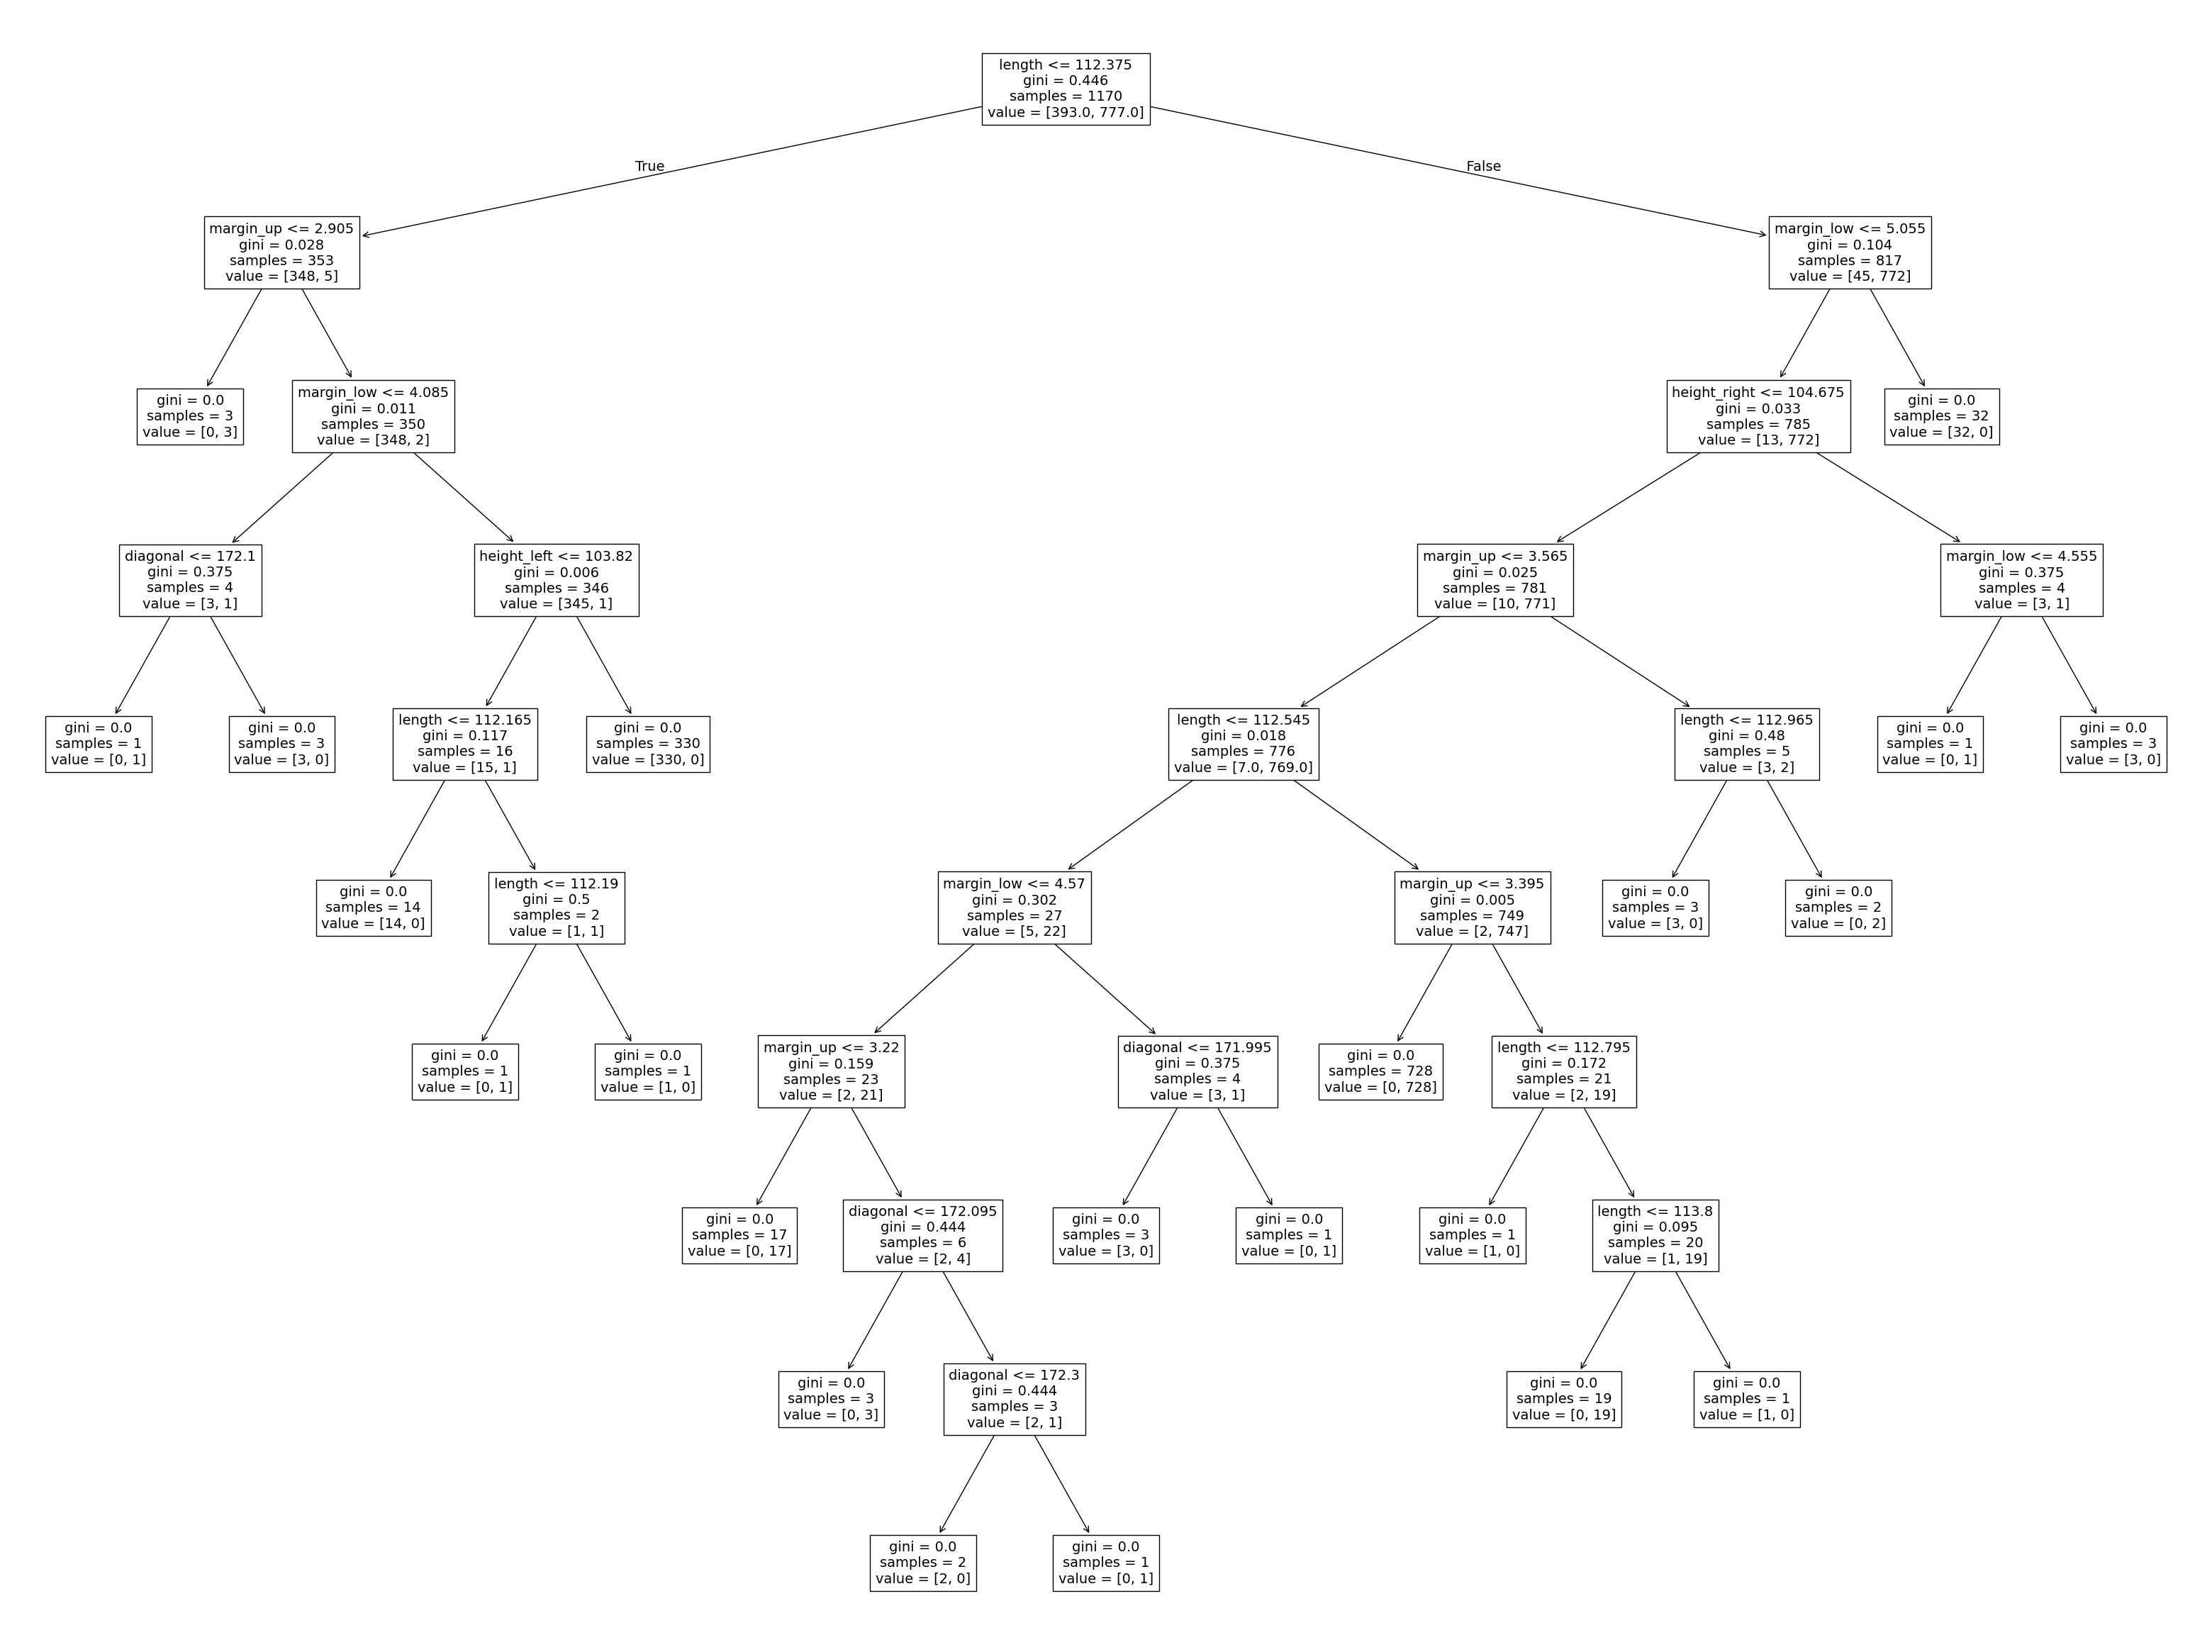 length <= 112.375
gini = 0.446
samples = 1170
value = [393.0, 777.0]
True
False
margin_up <= 2.905
gini = 0.028
samples = 353
value = [348, 5]
margin_low <= 5.055
gini = 0.104
samples = 817
value = [45, 772]
gini = 0.0
samples = 3
value = [0, 3]
margin_low <= 4.085
gini = 0.011
samples = 350
value = [348, 2]
height_right <= 104.675
gini = 0.033
samples = 785
value = [13, 772]
gini = 0.0
samples = 32
value = [32, 0]
diagonal <= 172.1
gini = 0.375
samples = 4
value = [3, 1]
height_left <= 103.82
gini = 0.006
samples = 346
value = [345, 1]
margin_up <= 3.565
gini = 0.025
samples = 781
value = [10, 771]
margin_low <= 4.555
gini = 0.375
samples = 4
value = [3, 1]
gini = 0.0
samples = 1
value = [0, 1]
gini = 0.0
samples = 3
value = [3, 0]
length <= 112.165
gini = 0.117
samples = 16
value = [15, 1]
gini = 0.0
samples = 330
value = [330, 0]
length <= 112.545
gini = 0.018
samples = 776
value = [7.0, 769.0]
length <= 112.965
gini = 0.48
samples = 5
value = [3, 2]
gini = 0.0
samples = 1
value = [0, 1]
gini = 0.0
samples = 3
value = [3, 0]
gini = 0.0
samples = 14
value = [14, 0]
length <= 112.19
gini = 0.5
samples = 2
value = [1, 1]
margin_low <= 4.57
gini = 0.302
samples = 27
value = [5, 22]
margin_up <= 3.395
gini = 0.005
samples = 749
value = [2, 747]
gini = 0.0
samples = 3
value = [3, 0]
gini = 0.0
samples = 2
value = [0, 2]
gini = 0.0
samples = 1
value = [0, 1]
gini = 0.0
samples = 1
value = [1, 0]
margin_up <= 3.22
gini = 0.159
samples = 23
value = [2, 21]
diagonal <= 171.995
gini = 0.375
samples = 4
value = [3, 1]
gini = 0.0
samples = 728
value = [0, 728]
length <= 112.795
gini = 0.172
samples = 21
value = [2, 19]
gini = 0.0
samples = 17
value = [0, 17]
diagonal <= 172.095
gini = 0.444
samples = 6
value = [2, 4]
gini = 0.0
samples = 3
value = [3, 0]
gini = 0.0
samples = 1
value = [0, 1]
gini = 0.0
samples = 1
value = [1, 0]
length <= 113.8
gini = 0.095
samples = 20
value = [1, 19]
gini = 0.0
samples = 3
value = [0, 3]
diagonal <= 172.3
gini = 0.444
samples = 3
value = [2, 1]
gini = 0.0
samples = 19
value = [0, 19]
gini = 0.0
samples = 1
value = [1, 0]
gini = 0.0
samples = 2
value = [2, 0]
gini = 0.0
samples = 1
value = [0, 1]